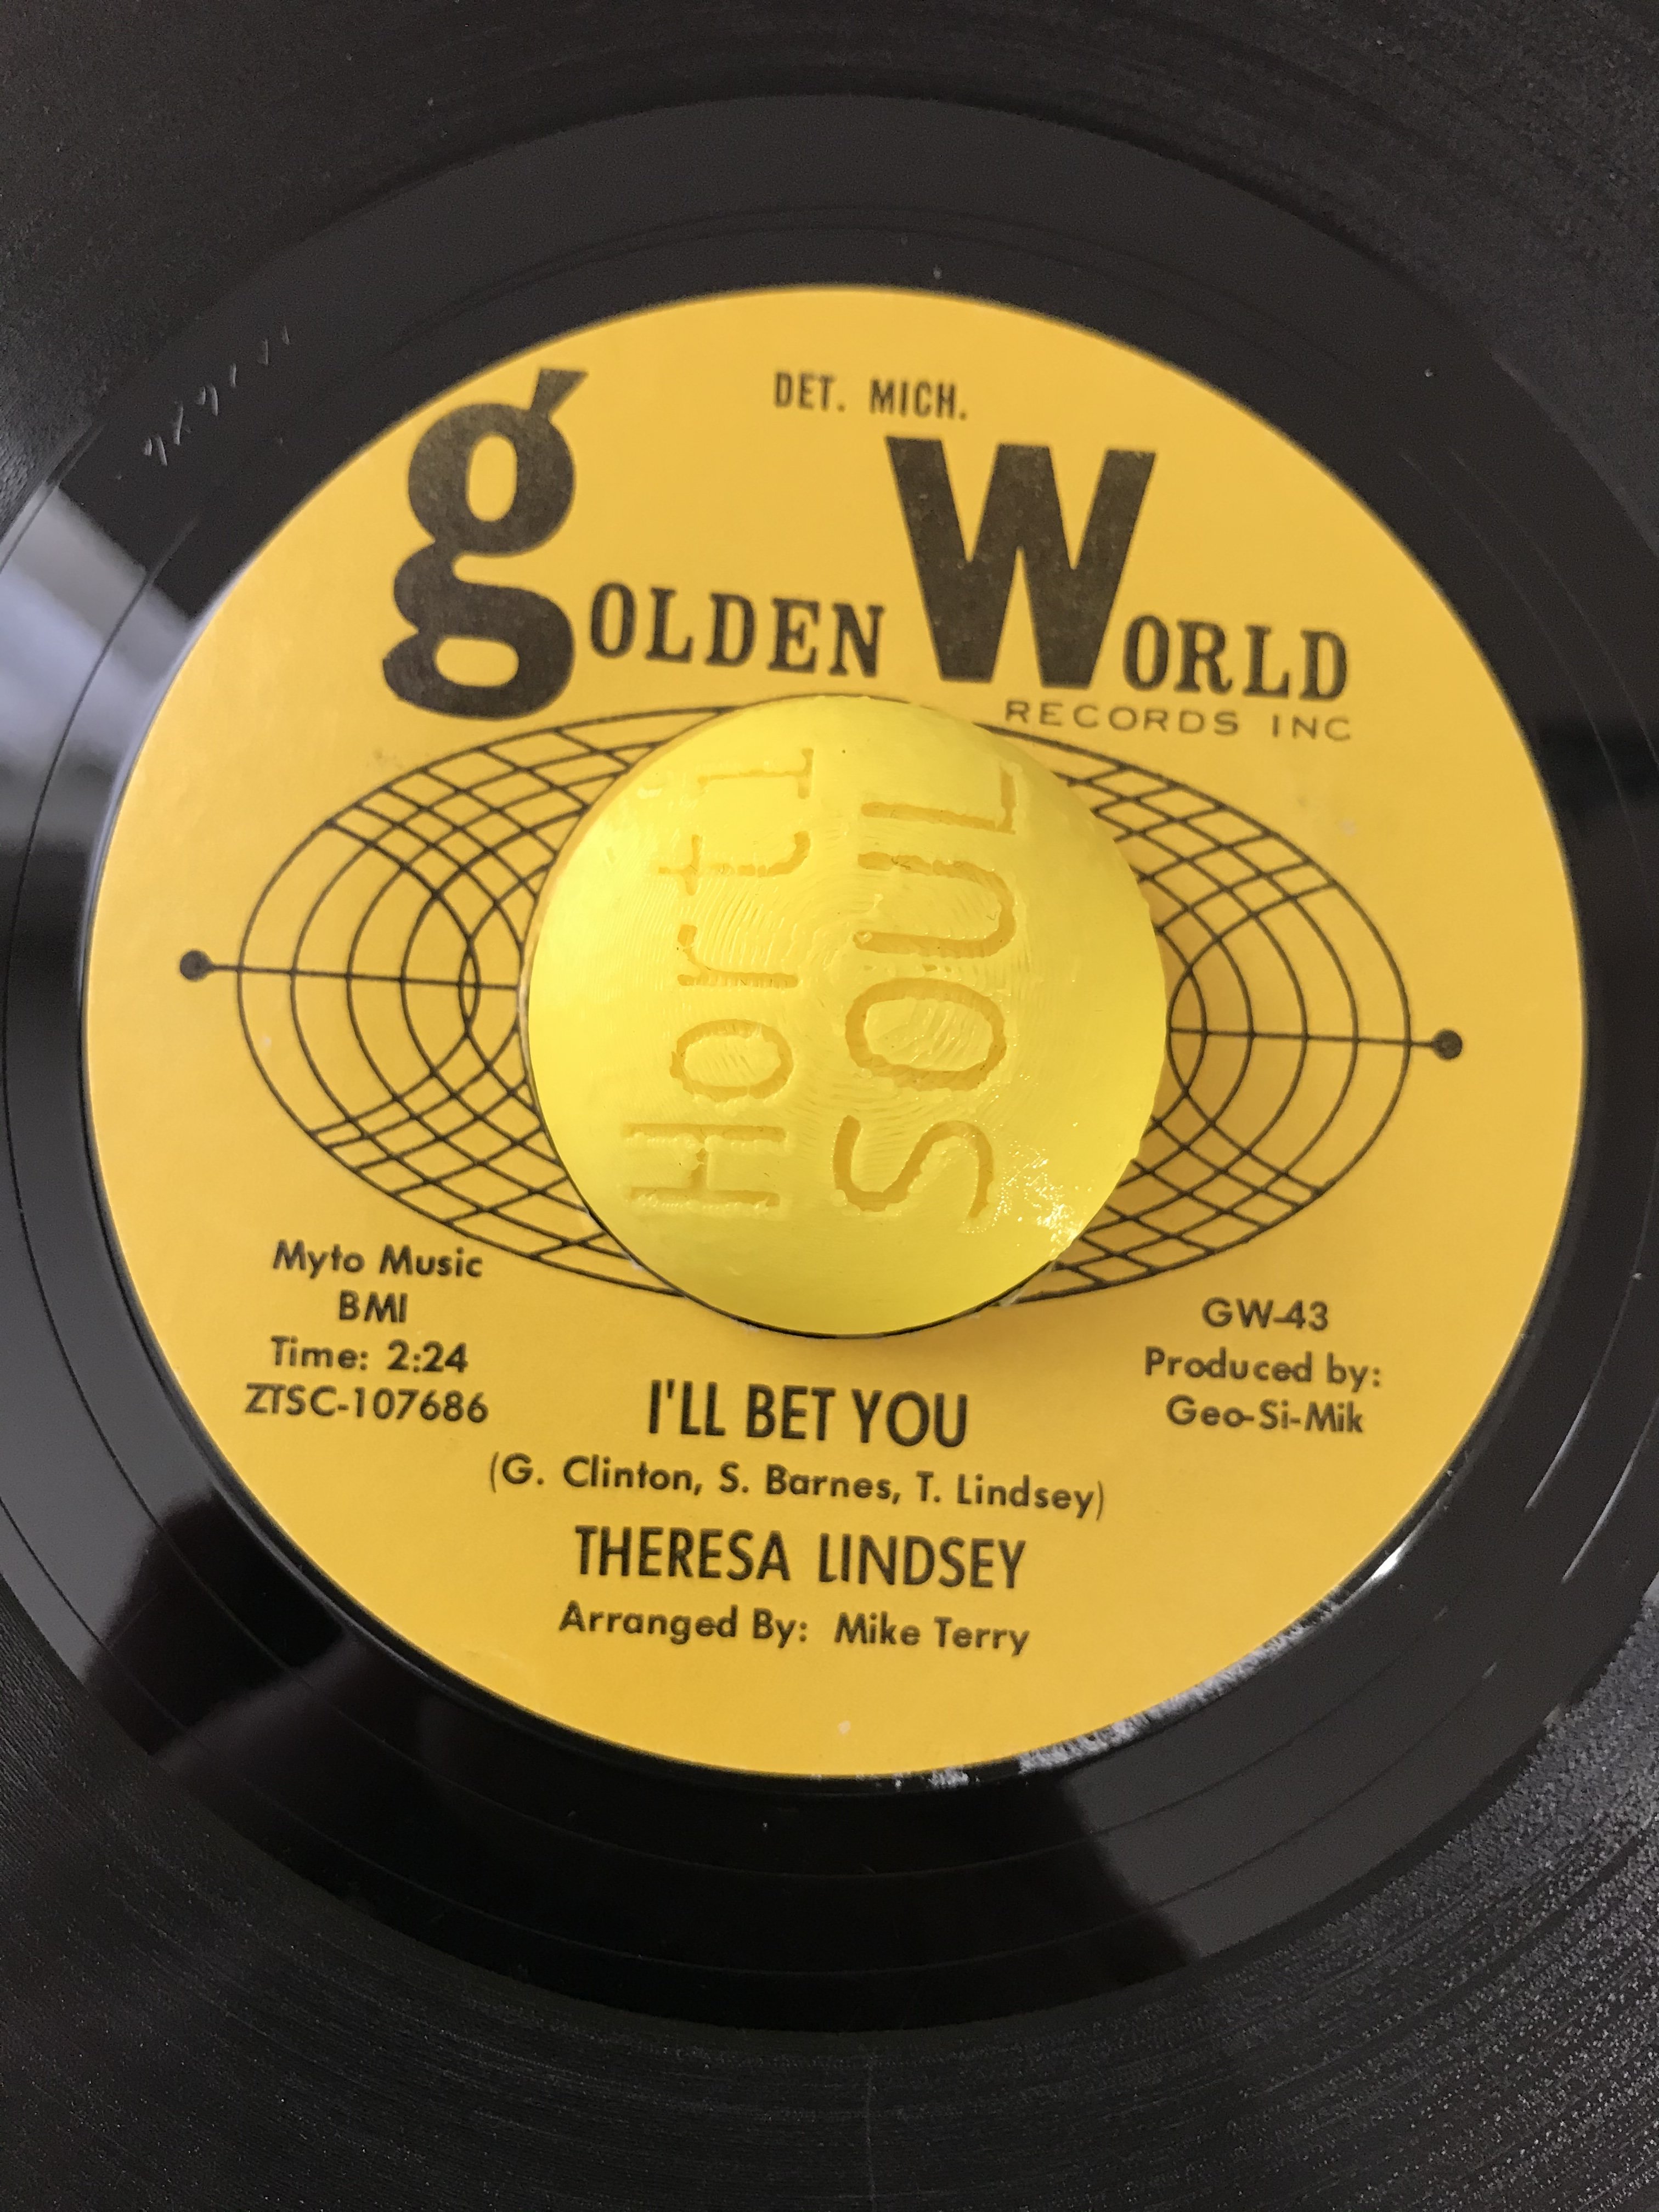 DET. MICH.
gOLDEN WORLD
RECORDS INC
Horti
SOUL
Myto Music
BMI
Time: 2:24
ZTSC-107686
GW-43
Produced by:
Geo-Si-Mik
I'LL BET YOU
(G. Clinton, S. Barnes, T. Lindsey)
THERESA LINDSEY
Arranged By: Mike Terry